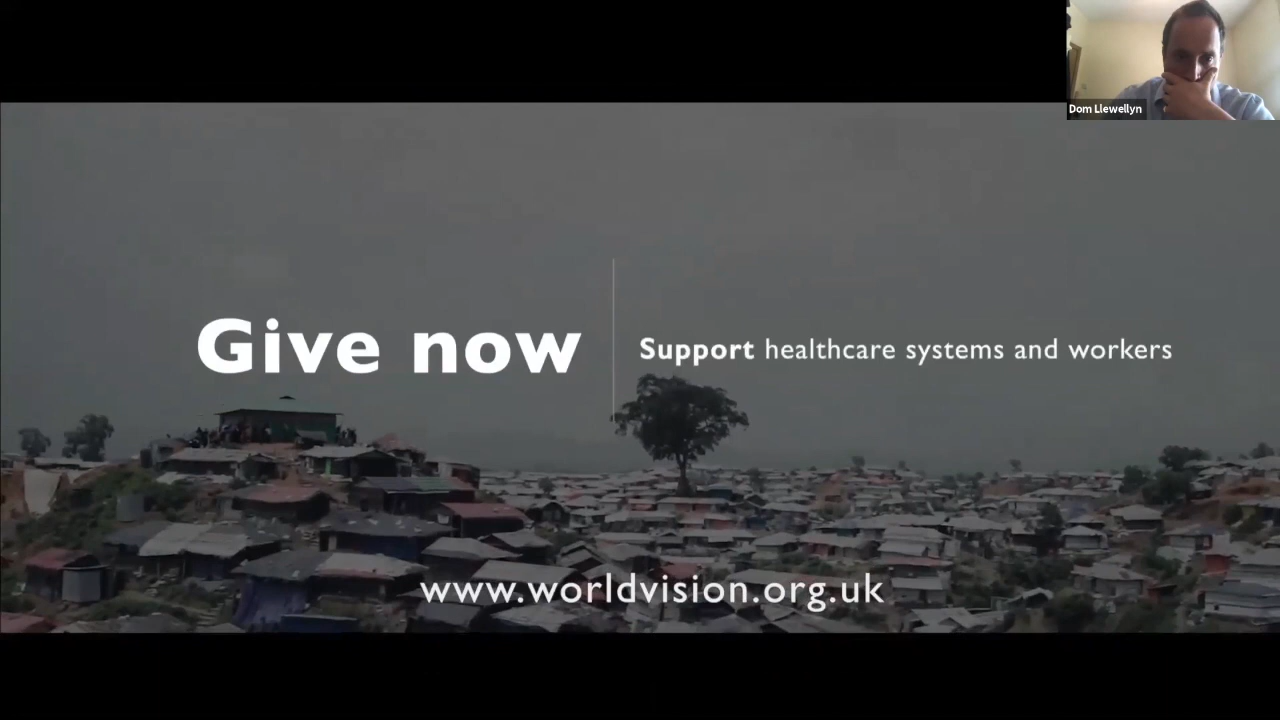 Dom Llewellyn
Give now
Support healthcare systems and workers
www.worldvision.org.uk